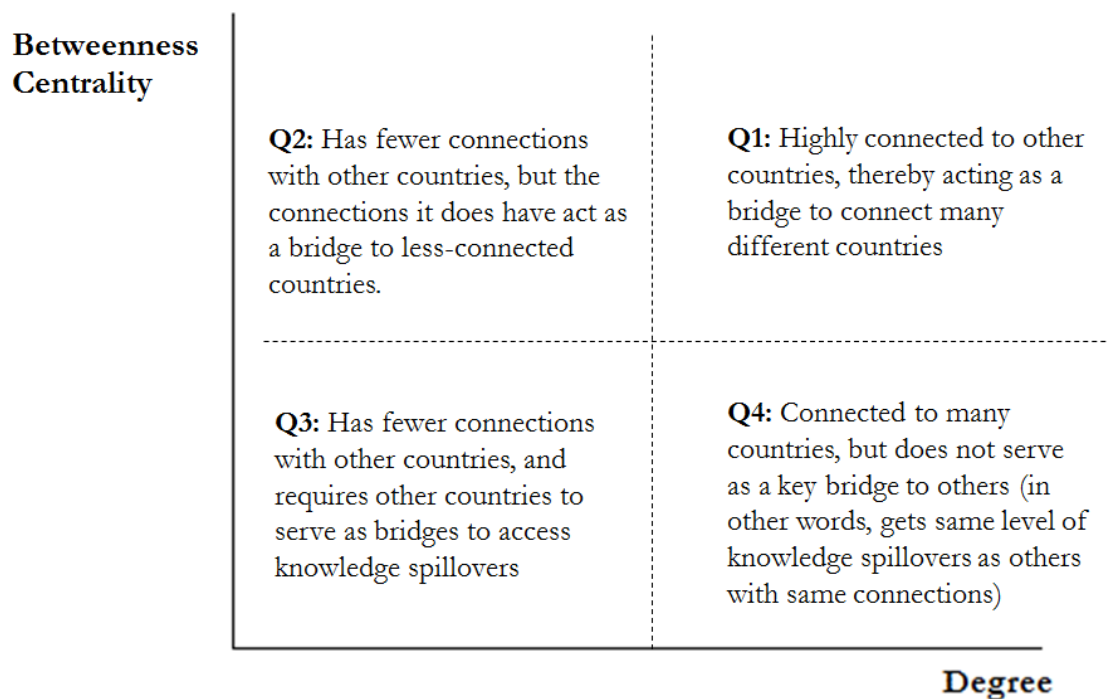 Betweenness
Centrality
Q2: Has fewer connections
with other countries, but the
connections it does have act as
a bridge to less-connected
countries.
Q1: Highly connected to other
countries, thereby acting as a
bridge to connect many
different countries
Q3: Has fewer connections
with other countries, and
requires other countries to
serve as bridges to access
knowledge spillovers
Q4: Connected to many
countries, but does not serve
as a key bridge to others (in
other words, gets same level of
knowledge spillovers as others
with same connections)
Degree